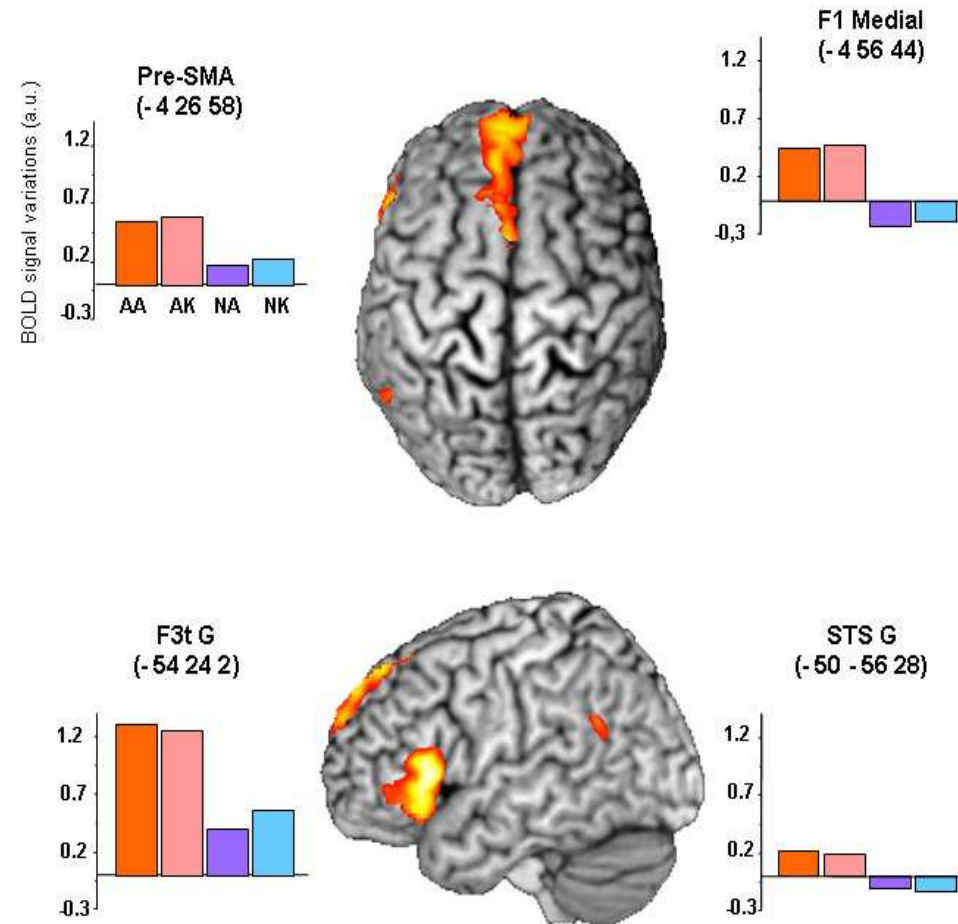 F1 Medial
(- 4 56 44)
1.2
0.7
0.2
-0,3
Pre-SMA
(- 4 26 58)
BOLD signal variations (a.u.)
1.2
0.7
0.2
-0.3
AA AK NA NK
F3t G
(- 54 24 2)
1.2
0.7
0.2
-0.3
STS G
(- 50 - 56 28)
1.2
0.7
0.2
-0.3